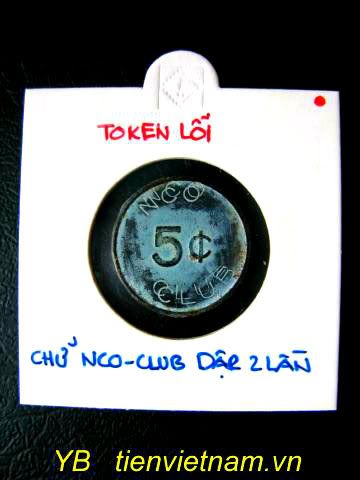 TOKEN LỖI
NCO
5¢
CLUB
CHỮ NCO-CLUB DẬP 2 LẦN
YB tienvietnam.vn